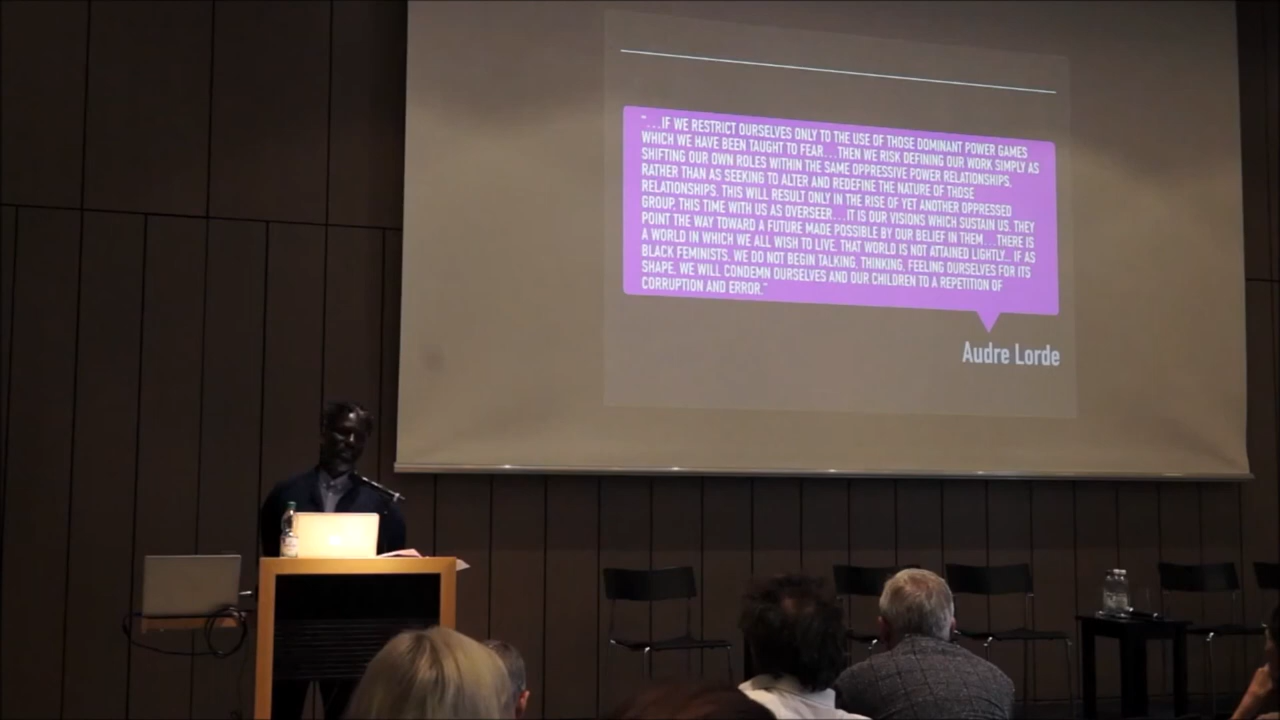 "...IF WE RESTRICT OURSELVES ONLY TO THE USE OF THOSE DOMINANT POWER GAMES
WHICH WE HAVE BEEN TAUGHT TO FEAR...THEN WE RISK DEFINING OUR WORK SIMPLY AS
SHIFTING OUR OWN ROLES WITHIN THE SAME OPPRESSIVE POWER RELATIONSHIPS,
RATHER THAN AS SEEKING TO ALTER AND REDEFINE THE NATURE OF THOSE
RELATIONSHIPS. THIS WILL RESULT ONLY IN THE RISE OF YET ANOTHER OPPRESSED
GROUP, THIS TIME WITH US AS OVERSEER...IT IS OUR VISIONS WHICH SUSTAIN US. THEY
POINT THE WAY TOWARD A FUTURE MADE POSSIBLE BY OUR BELIEF IN THEM...THERE IS
A WORLD IN WHICH WE ALL WISH TO LIVE. THAT WORLD IS NOT ATTAINED LIGHTLY... IF AS
BLACK FEMINISTS, WE DO NOT BEGIN TALKING, THINKING, FEELING OURSELVES FOR ITS
SHAPE, WE WILL CONDEMN OURSELVES AND OUR CHILDREN TO A REPETITION OF
CORRUPTION AND ERROR."
Audre Lorde